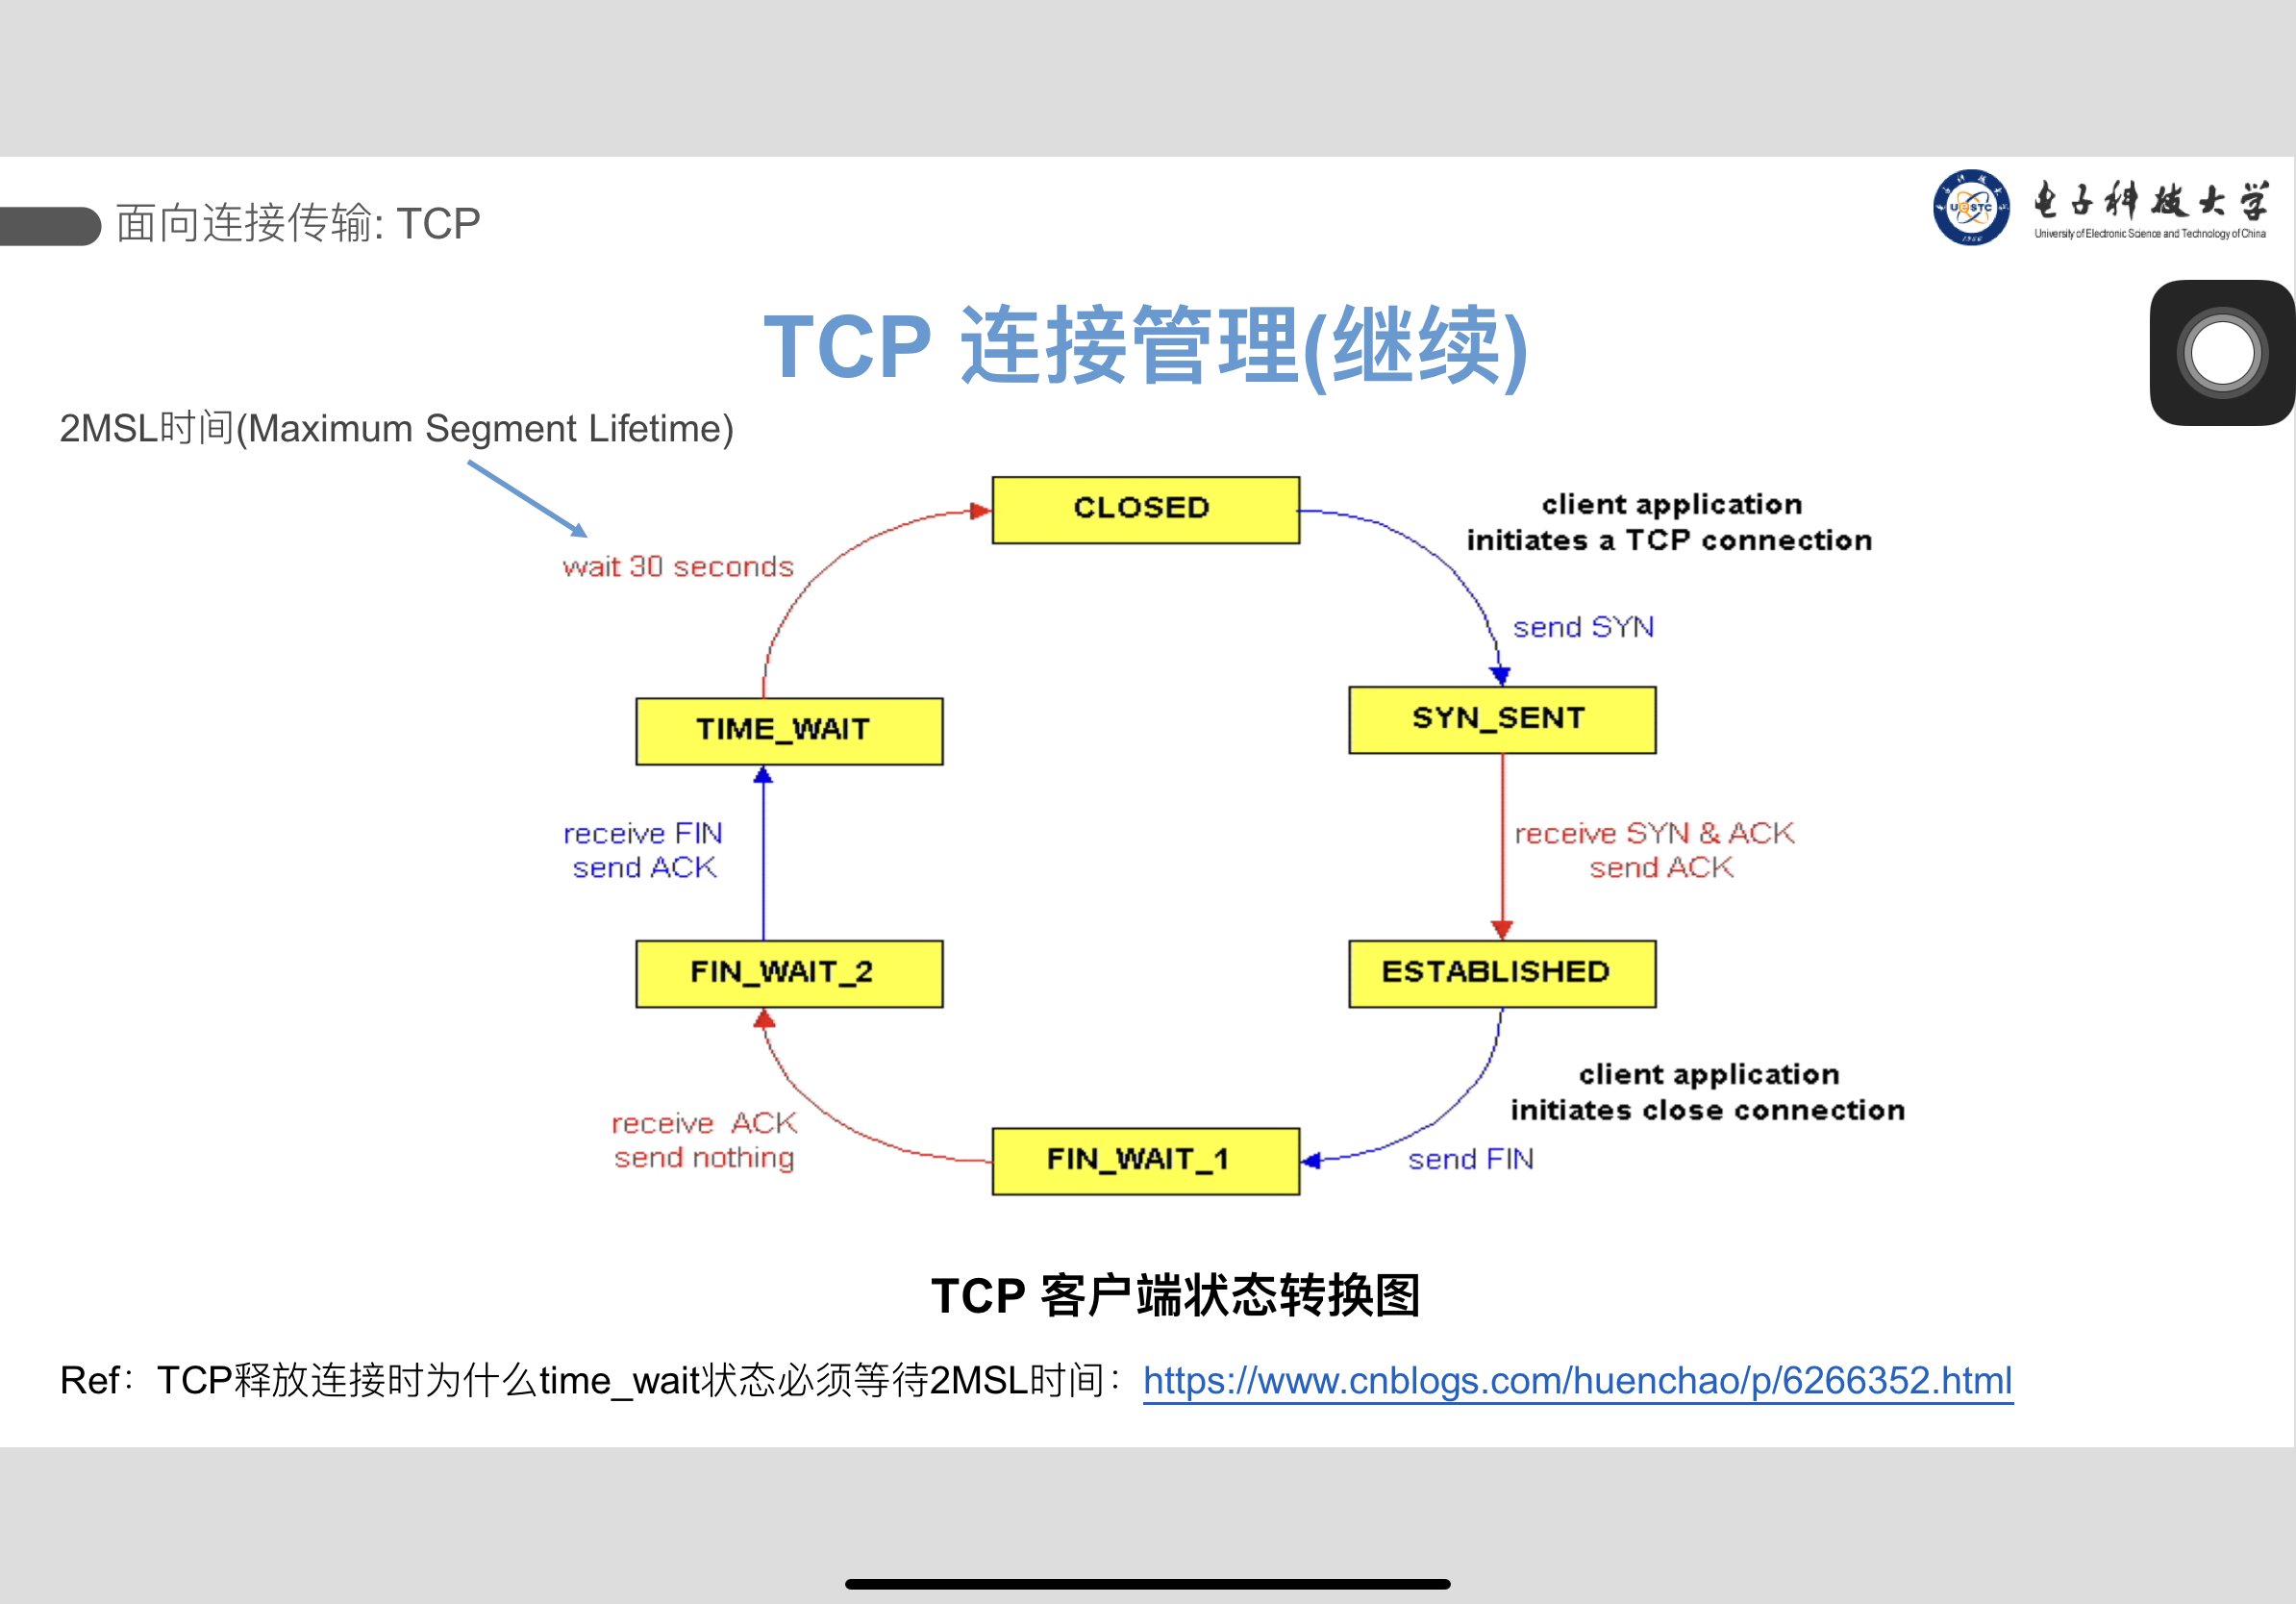 面向连接传输: TCP
电子科技大学
University of Electronic Science and Technology of China
UESTC
1956
TCP 连接管理(继续)
2MSL时间(Maximum Segment Lifetime)
CLOSED
client application
initiates a TCP connection
wait 30 seconds
send SYN
TIME_WAIT
SYN_SENT
receive FIN
send ACK
receive SYN & ACK
send ACK
FIN_WAIT_2
ESTABLISHED
client application
initiates close connection
receive ACK
send nothing
FIN_WAIT_1
send FIN
TCP 客户端状态转换图
Ref：TCP释放连接时为什么time_wait状态必须等待2MSL时间：https://www.cnblogs.com/huenchao/p/6266352.html